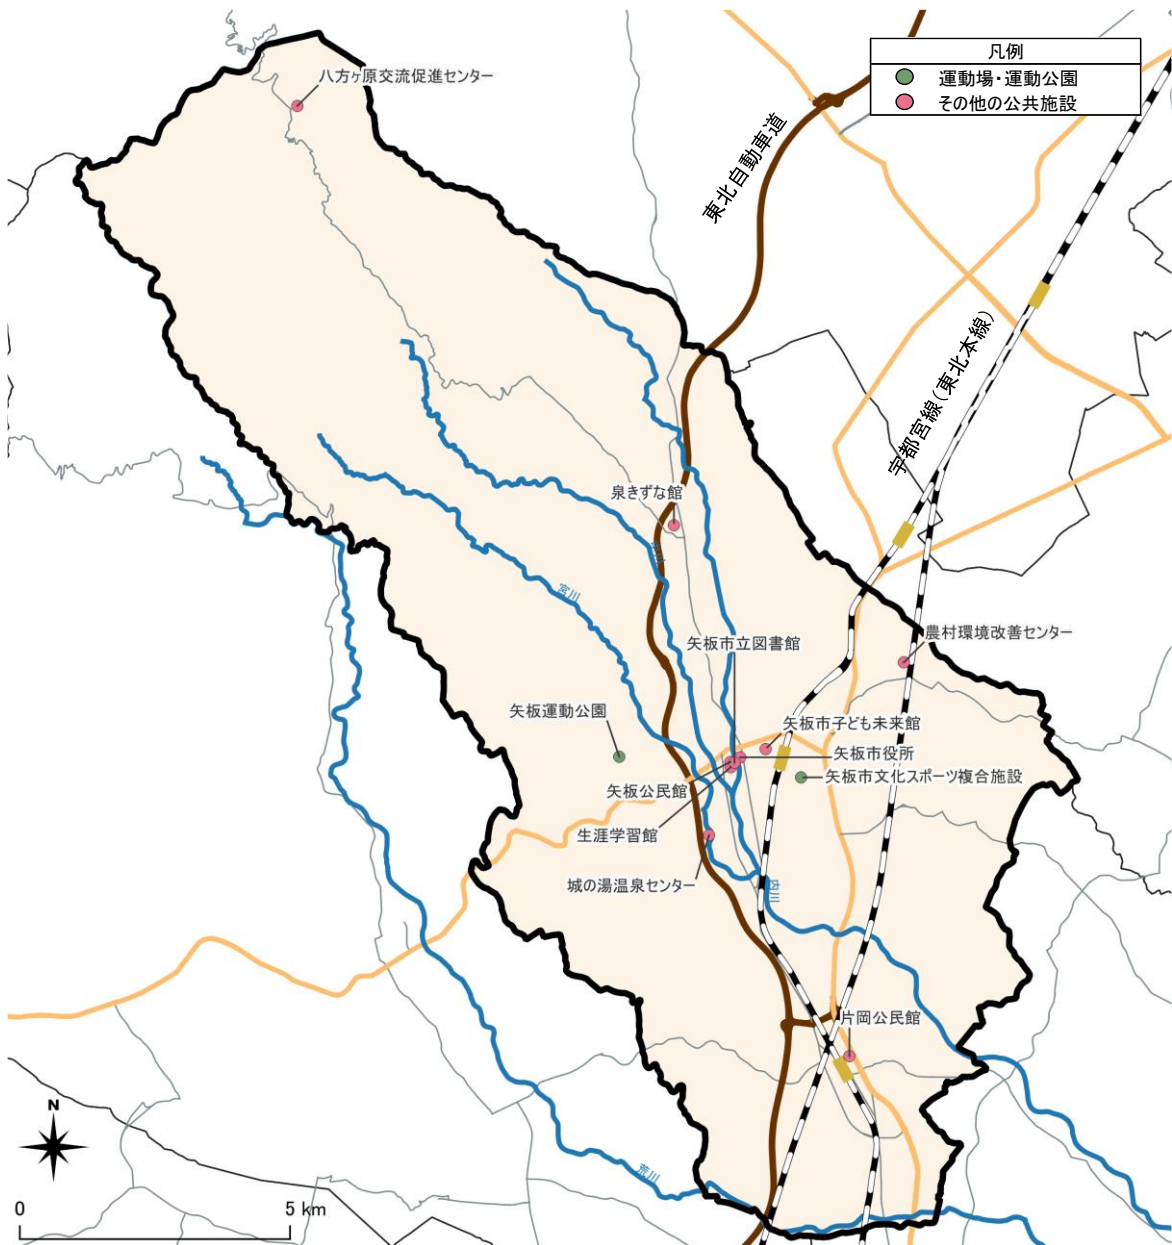 凡例
運動場・運動公園
その他の公共施設
八方ヶ原交流促進センター
東北自動車道
宇都宮線(東北本線)
泉きずな館
宮川
農村環境改善センター
矢板市立図書館
矢板運動公園
矢板市子ども未来館
矢板市役所
矢板市文化スポーツ複合施設
矢板公民館
生涯学習館
城の湯温泉センター
内川
片岡公民館
荒川
N
0
5 km